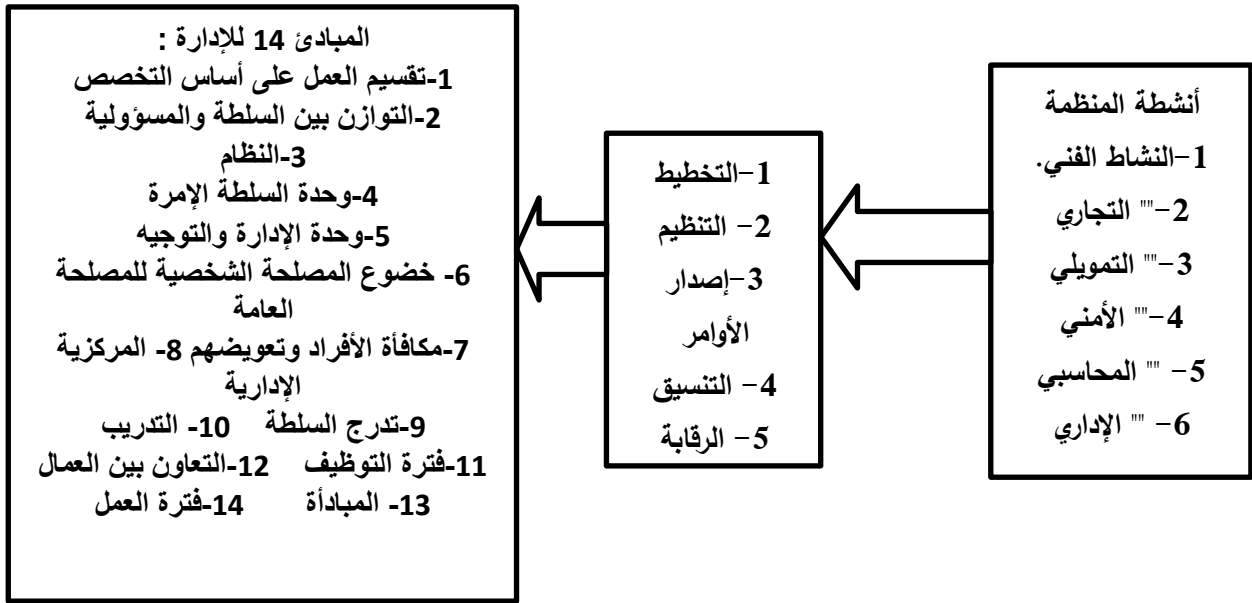 أنشطة المنظمة
1-النشاط الفني.
2-"" التجاري
3-"" التمويلي
4-"" الأمني
5- "" المحاسبي
6- "" الإداري
1-التخطيط
2- التنظيم
3-إصدار
الأوامر
4- التنسيق
5- الرقابة
المبادئ 14 للإدارة :
1-تقسيم العمل على أساس التخصص
2-التوازن بين السلطة والمسؤولية
3-النظام
4-وحدة السلطة الإمرة
5-وحدة الإدارة والتوجيه
6- خضوع المصلحة الشخصية للمصلحة
العامة
7-مكافأة الأفراد وتعويضهم 8- المركزية
الإدارية
9-تدرج السلطة 10- التدريب
11-فترة التوظيف 12-التعاون بين العمال
13- المبادأة 14-فترة العمل